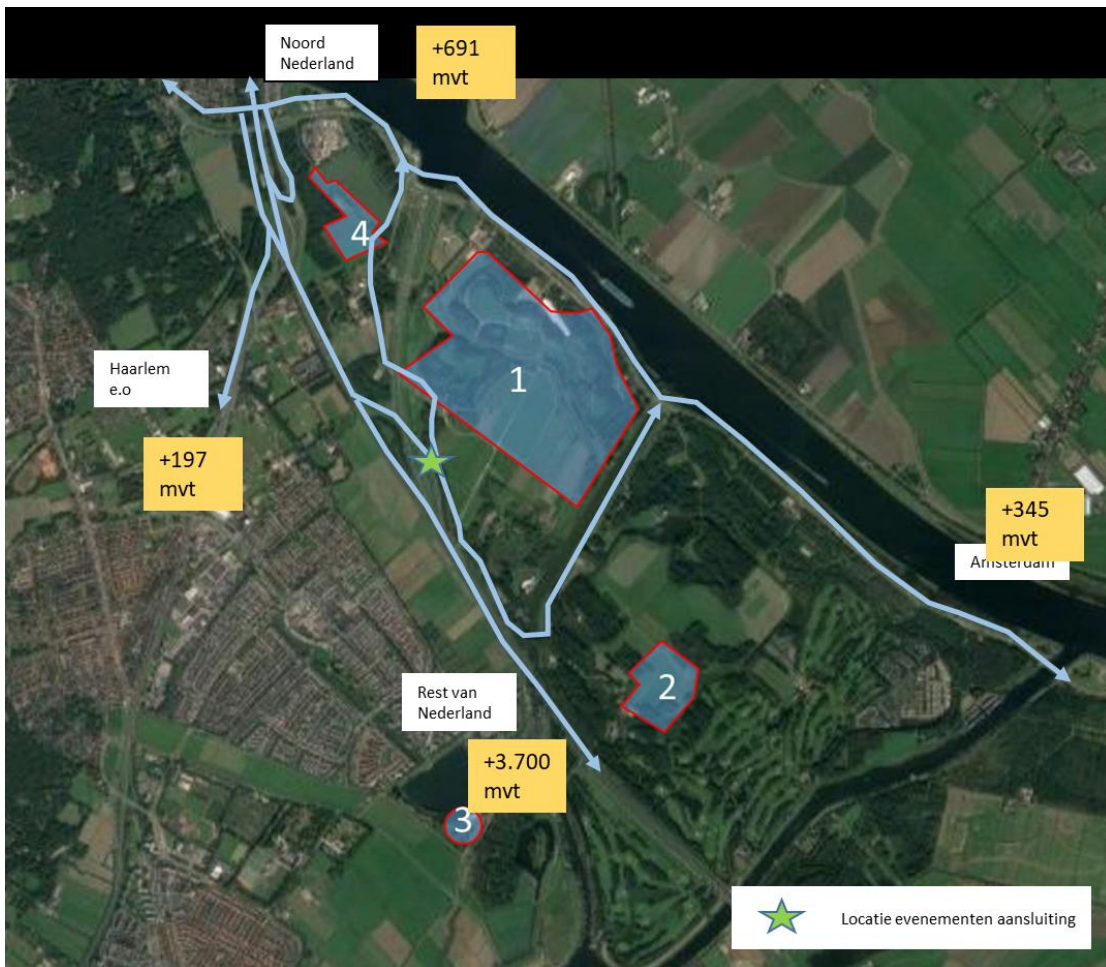 Noord
Nederland
+691
mvt
4
1
Haarlem
e.o
+197
mvt
+345
mvt
Amsterdam
2
Rest van
Nederland
+3.700
mvt
3
Locatie evenementen aansluiting